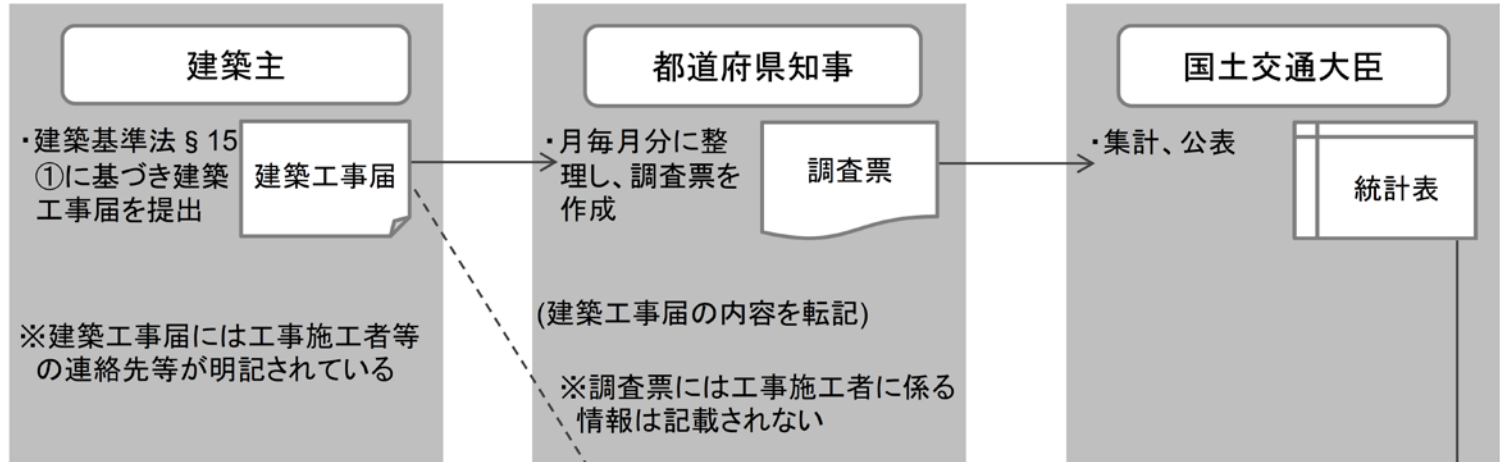 建築主
・建築基準法§15
①に基づき建築
工事届を提出
建築工事届
※建築工事届には工事施工者等
の連絡先等が明記されている
都道府県知事
・月毎月分に整
理し、調査票を
作成
調査票
(建築工事届の内容を転記)
※調査票には工事施工者に係る
情報は記載されない
国土交通大臣
・集計、公表
統計表